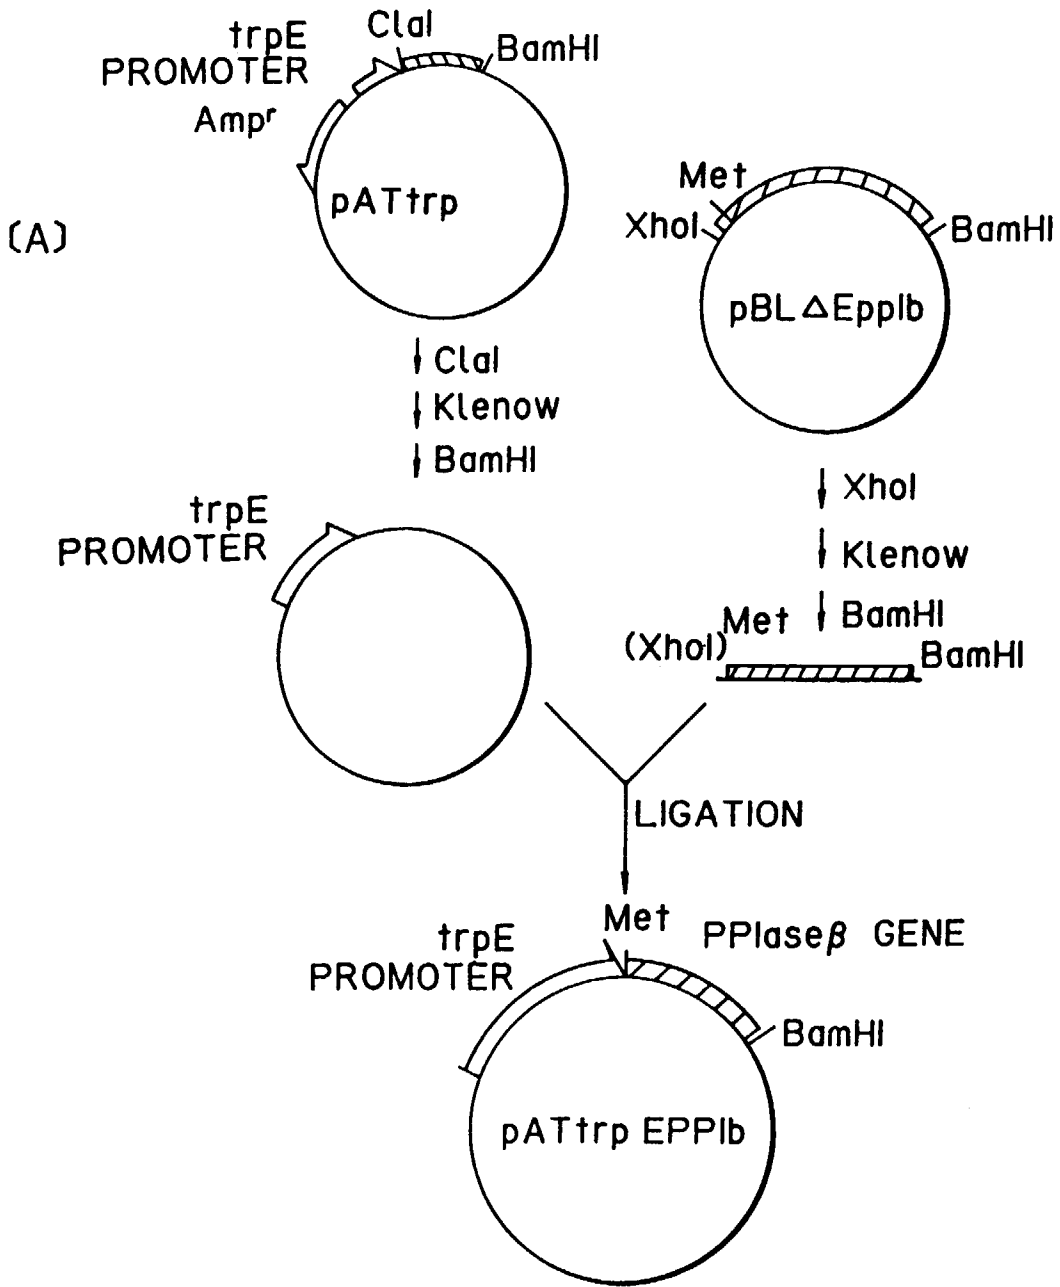 (A)
trpE
PROMOTER
ClaI
BamHI
Ampʳ
pATtrp
Met
XhoI
BamHI
pBL△EppIb
ClaI
Klenow
BamHI
XhoI
Klenow
BamHI
trpE
PROMOTER
Met
(XhoI)
BamHI
LIGATION
Met
PPIaseβ GENE
trpE
PROMOTER
BamHI
pATtrp EPPIb